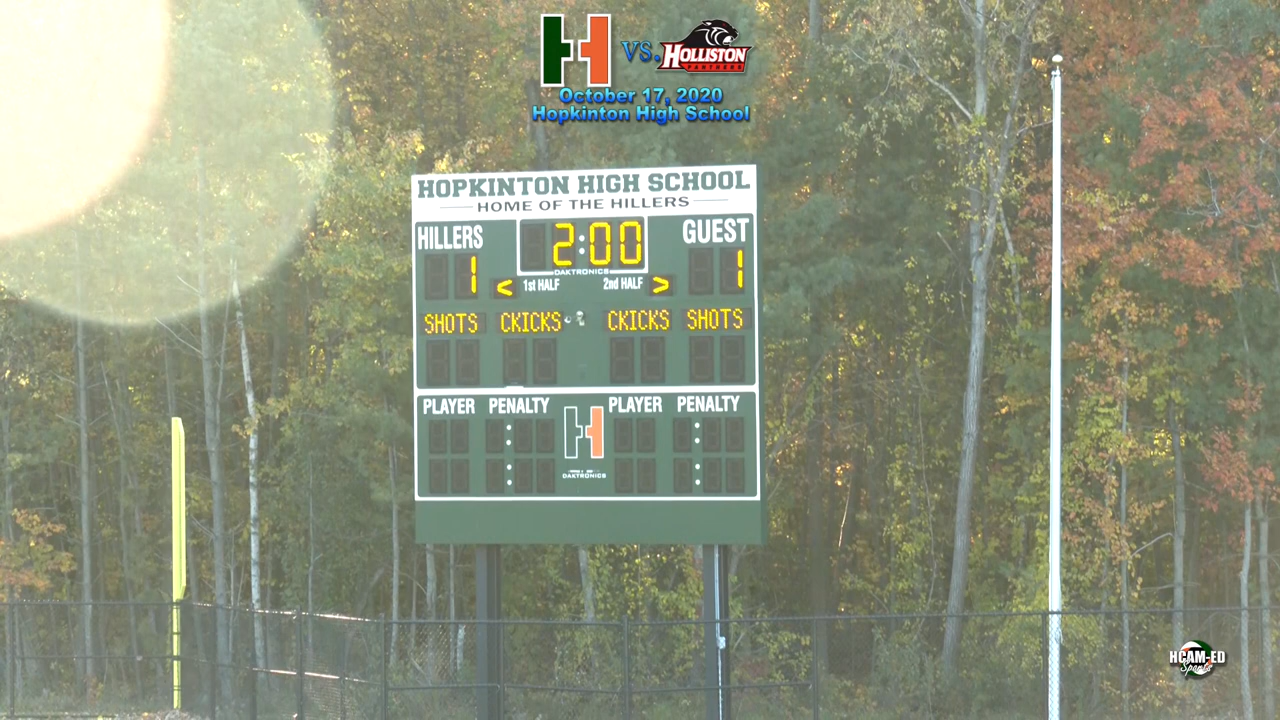 VS. HOLLISTON
PANTHERS
October 17, 2020
Hopkinton High School
HOPKINTON HIGH SCHOOL
HOME OF THE HILLERS
HILLERS 2:00 GUEST
DAKTRONICS
1 < 1st HALF 2nd HALF > 1
SHOTS CKICKS CKICKS SHOTS
PLAYER PENALTY H PLAYER PENALTY
DAKTRONICS
HCAM-ED
Sports